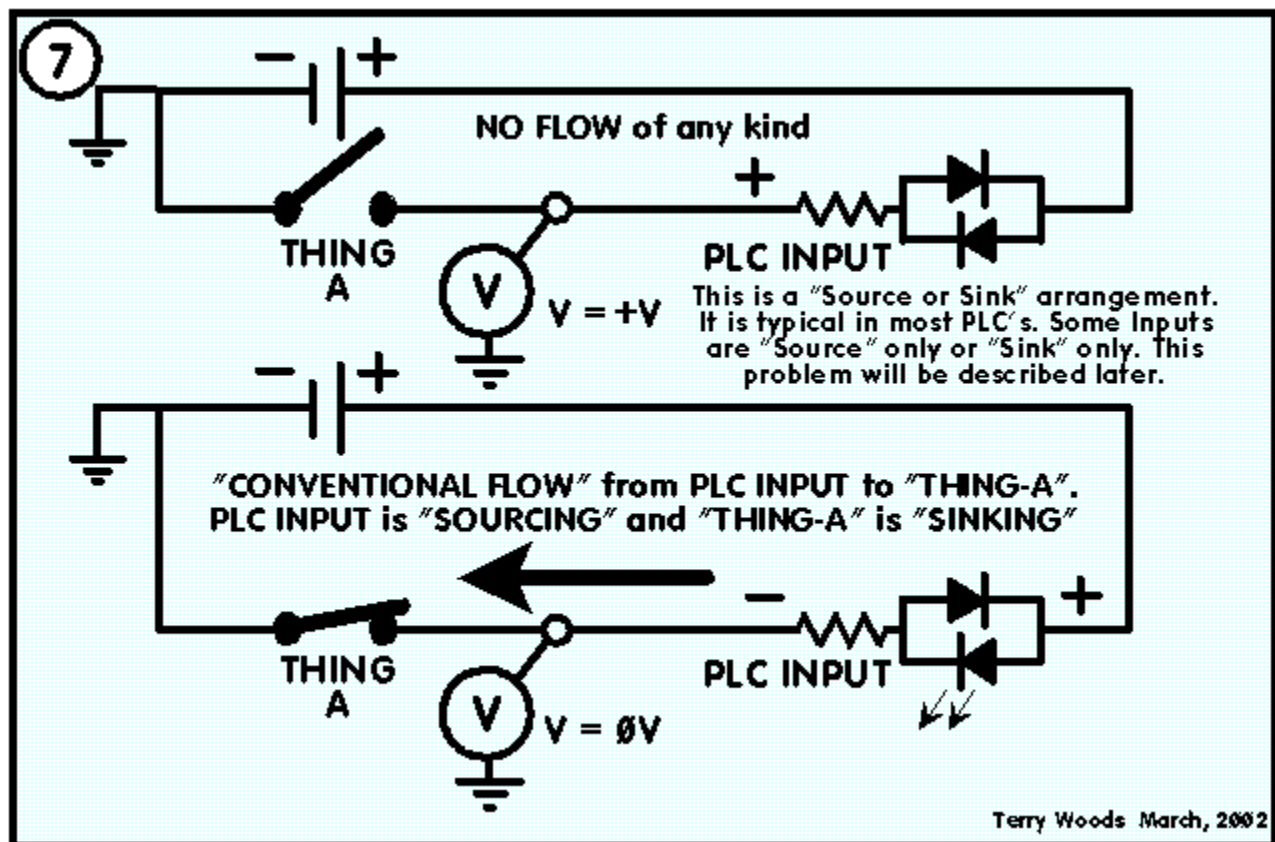 7
- +
NO FLOW of any kind
+
THING
A
PLC INPUT
V
V = +V
This is a "Source or Sink" arrangement.
It is typical in most PLC's. Some Inputs
are "Source" only or "Sink" only. This
problem will be described later.
- +
"CONVENTIONAL FLOW" from PLC INPUT to "THING-A".
PLC INPUT is "SOURCING" and "THING-A" is "SINKING"
- +
THING
A
PLC INPUT
V
V = ØV
Terry Woods March, 2002